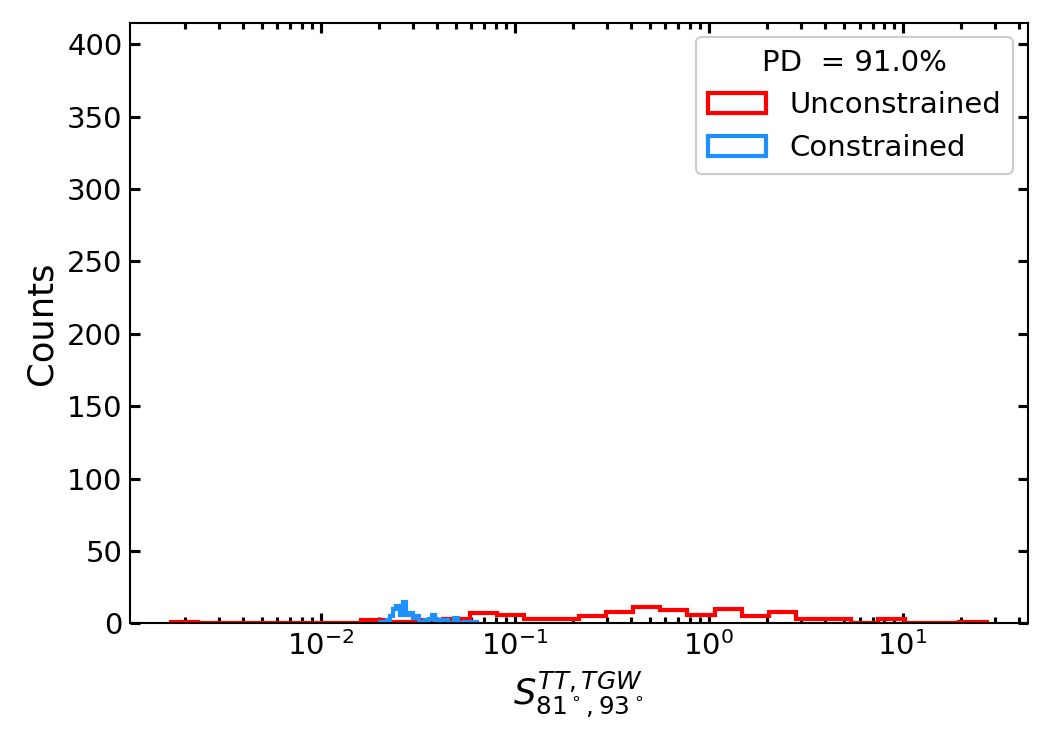 PD = 91.0%
Unconstrained
Constrained
400
350
300
250
200
150
100
50
0
Counts
10^{-2} 10^{-1} 10^{0} 10^{1}
S^{TT,TGW}_{81°,93°}